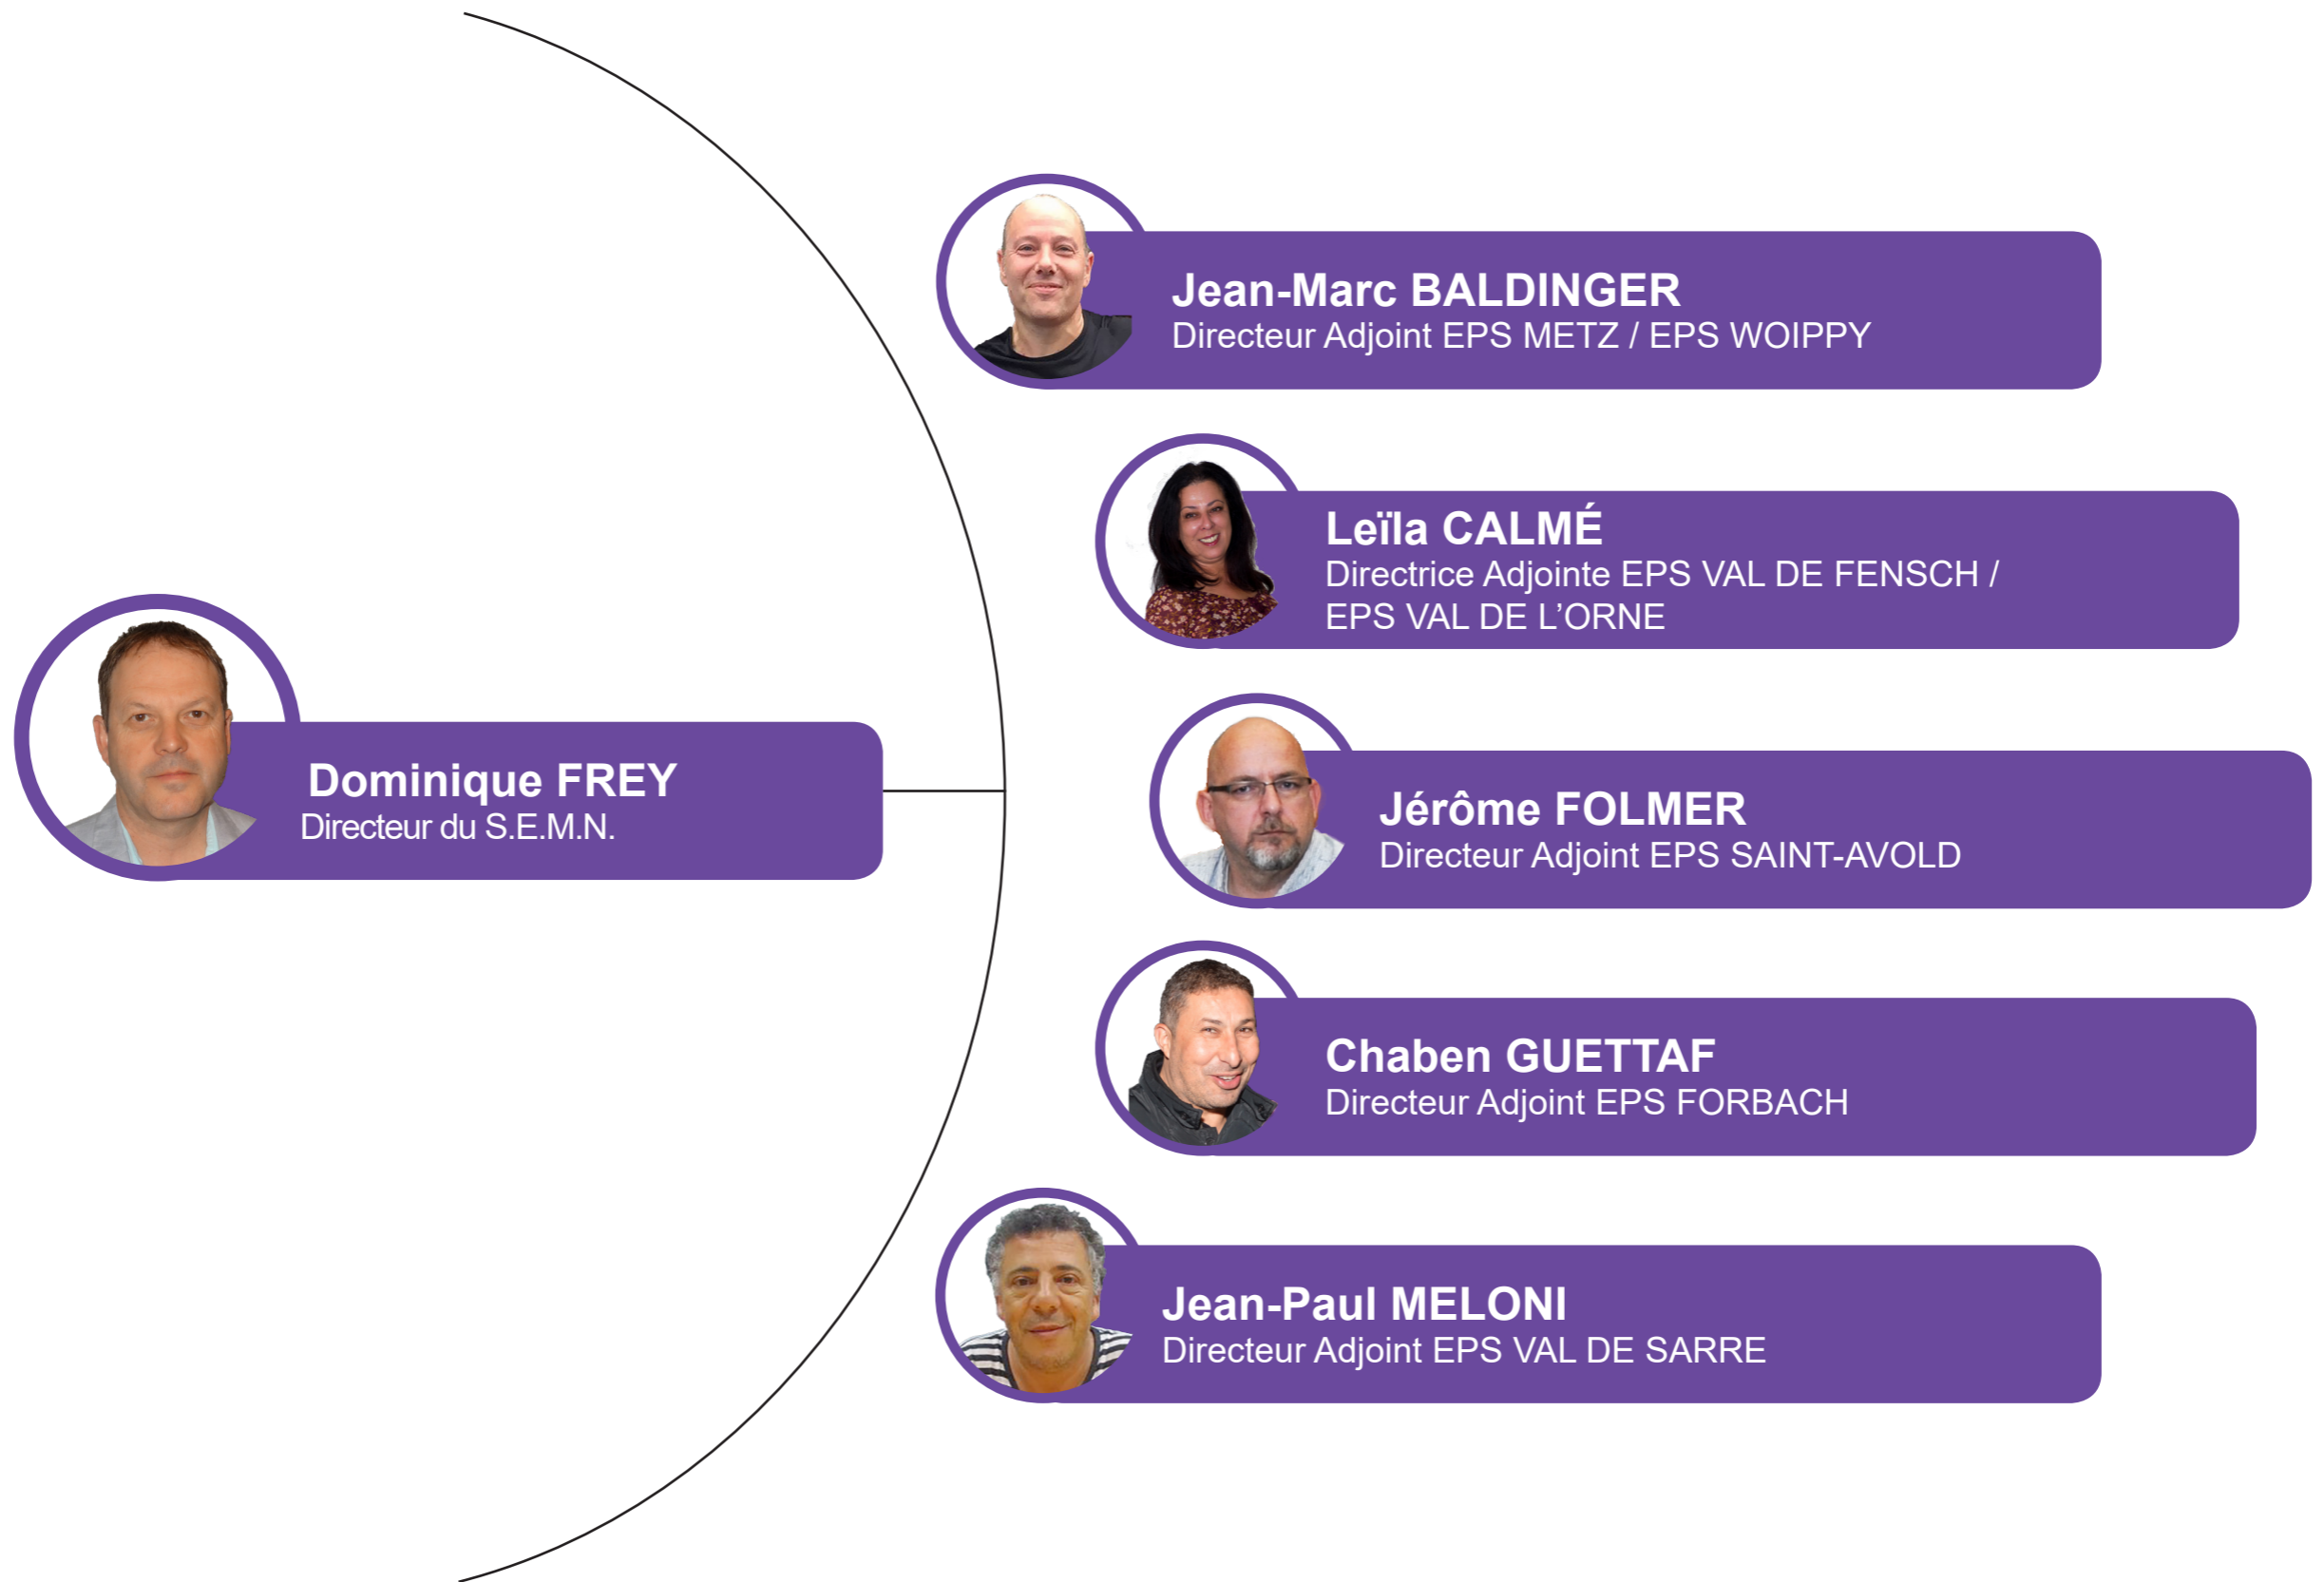 Jean-Marc BALDINGER
Directeur Adjoint EPS METZ / EPS WOIPPY
Leïla CALMÉ
Directrice Adjointe EPS VAL DE FENSCH /
EPS VAL DE L’ORNE
Dominique FREY
Directeur du S.E.M.N.
Jérôme FOLMER
Directeur Adjoint EPS SAINT-AVOLD
Chaben GUETTAF
Directeur Adjoint EPS FORBACH
Jean-Paul MELONI
Directeur Adjoint EPS VAL DE SARRE